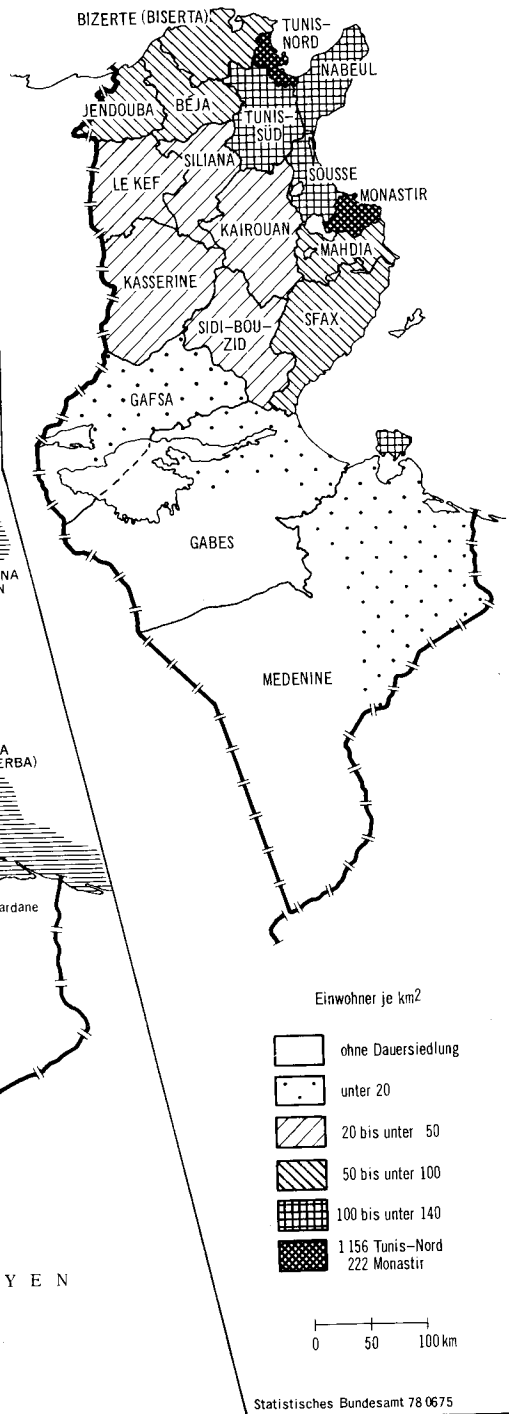 BIZERTE (BISERTA)
TUNIS-
NORD
NABEUL
JENDOUBA
BÉJA
TUNIS-
SÜD
SILIANA
LE KEF
SOUSSE
MONASTIR
KAIROUAN
MAHDIA
KASSERINE
SIDI-BOU-
ZID
SFAX
GAFSA
GABES
NA
N
MEDENINE
A
ERBA)
ardane
Einwohner je km²
ohne Dauersiedlung
unter 20
20 bis unter 50
50 bis unter 100
100 bis unter 140
1 156 Tunis-Nord
222 Monastir
Y E N
0 50 100 km
Statistisches Bundesamt 78 0675